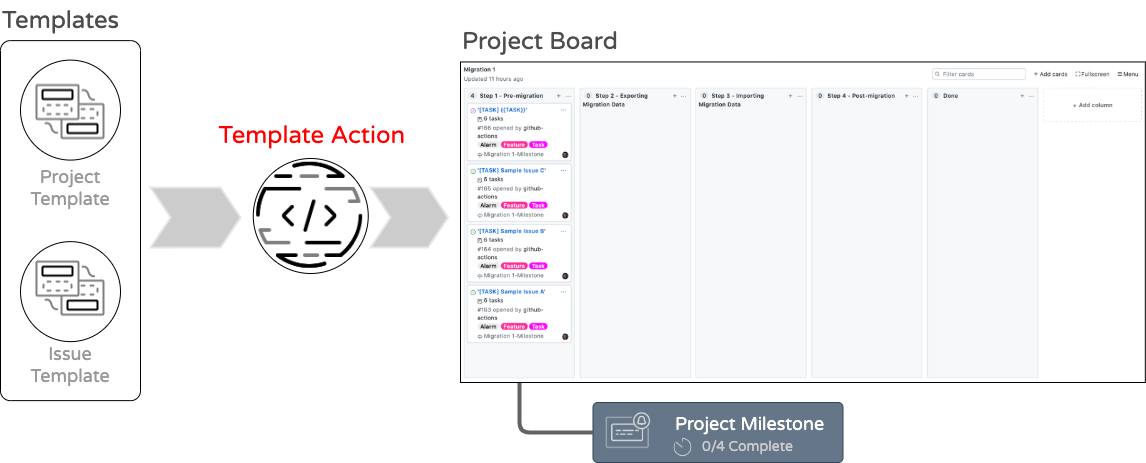 Templates
Project
Template
Issue
Template
Template Action
Project Board
Migration 1
Updated 11 hours ago
Filter cards
+ Add cards
Fullscreen
Menu
4 Step 1 - Pre-migration + ...
'[TASK] {{TASK}}' ...
6 tasks
#166 opened by github-
actions
Alarm Feature Task
Migration 1-Milestone
'[TASK] Sample Issue C' ...
6 tasks
#165 opened by github-
actions
Alarm Feature Task
Migration 1-Milestone
'[TASK] Sample Issue B' ...
6 tasks
#164 opened by github-
actions
Alarm Feature Task
Migration 1-Milestone
'[TASK] Sample Issue A' ...
6 tasks
#163 opened by github-
actions
Alarm Feature Task
Migration 1-Milestone
0 Step 2 - Exporting + ...
Migration Data
0 Step 3 - Importing + ...
Migration Data
0 Step 4 - Post-migration + ...
0 Done + ...
+ Add column
Project Milestone
0/4 Complete